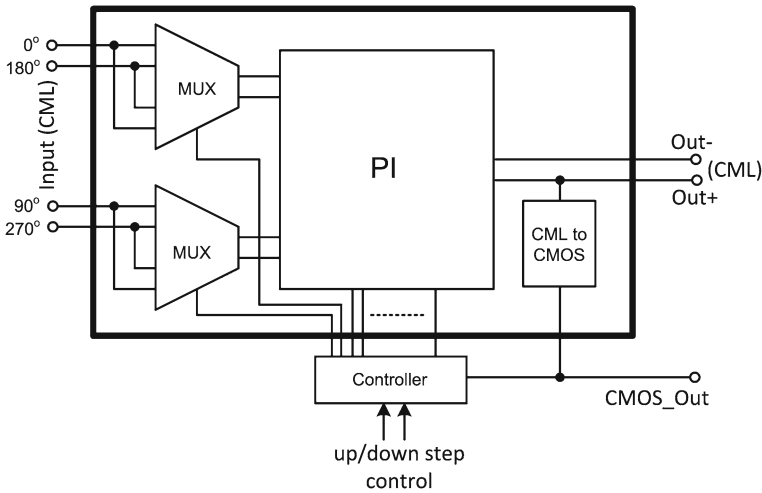 0°
180°
Input (CML)
90°
270°
MUX
MUX
PI
Out-
(CML)
Out+
CML to
CMOS
Controller
CMOS_Out
up/down step
control